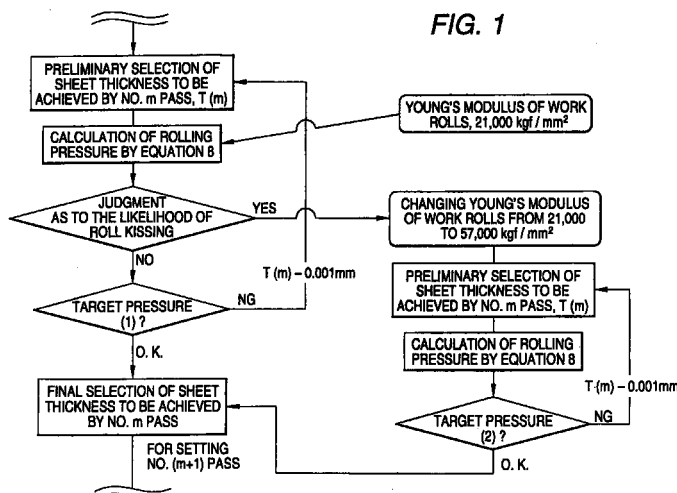 FIG. 1
PRELIMINARY SELECTION OF
SHEET THICKNESS TO BE
ACHIEVED BY NO. m PASS, T (m)
YOUNG'S MODULUS OF WORK
ROLLS, 21,000 kgf / mm²
CALCULATION OF ROLLING
PRESSURE BY EQUATION 8
JUDGMENT
AS TO THE LIKELIHOOD OF
ROLL KISSING
YES
NO
CHANGING YOUNG'S MODULUS
OF WORK ROLLS FROM 21,000
TO 57,000 kgf / mm²
T (m) – 0.001mm
TARGET PRESSURE
(1) ?
NG
O. K.
PRELIMINARY SELECTION OF
SHEET THICKNESS TO BE
ACHIEVED BY NO. m PASS, T (m)
CALCULATION OF ROLLING
PRESSURE BY EQUATION 8
T (m) – 0.001mm
TARGET PRESSURE
(2) ?
NG
O. K.
FINAL SELECTION OF SHEET
THICKNESS TO BE ACHIEVED
BY NO. m PASS
FOR SETTING
NO. (m+1) PASS